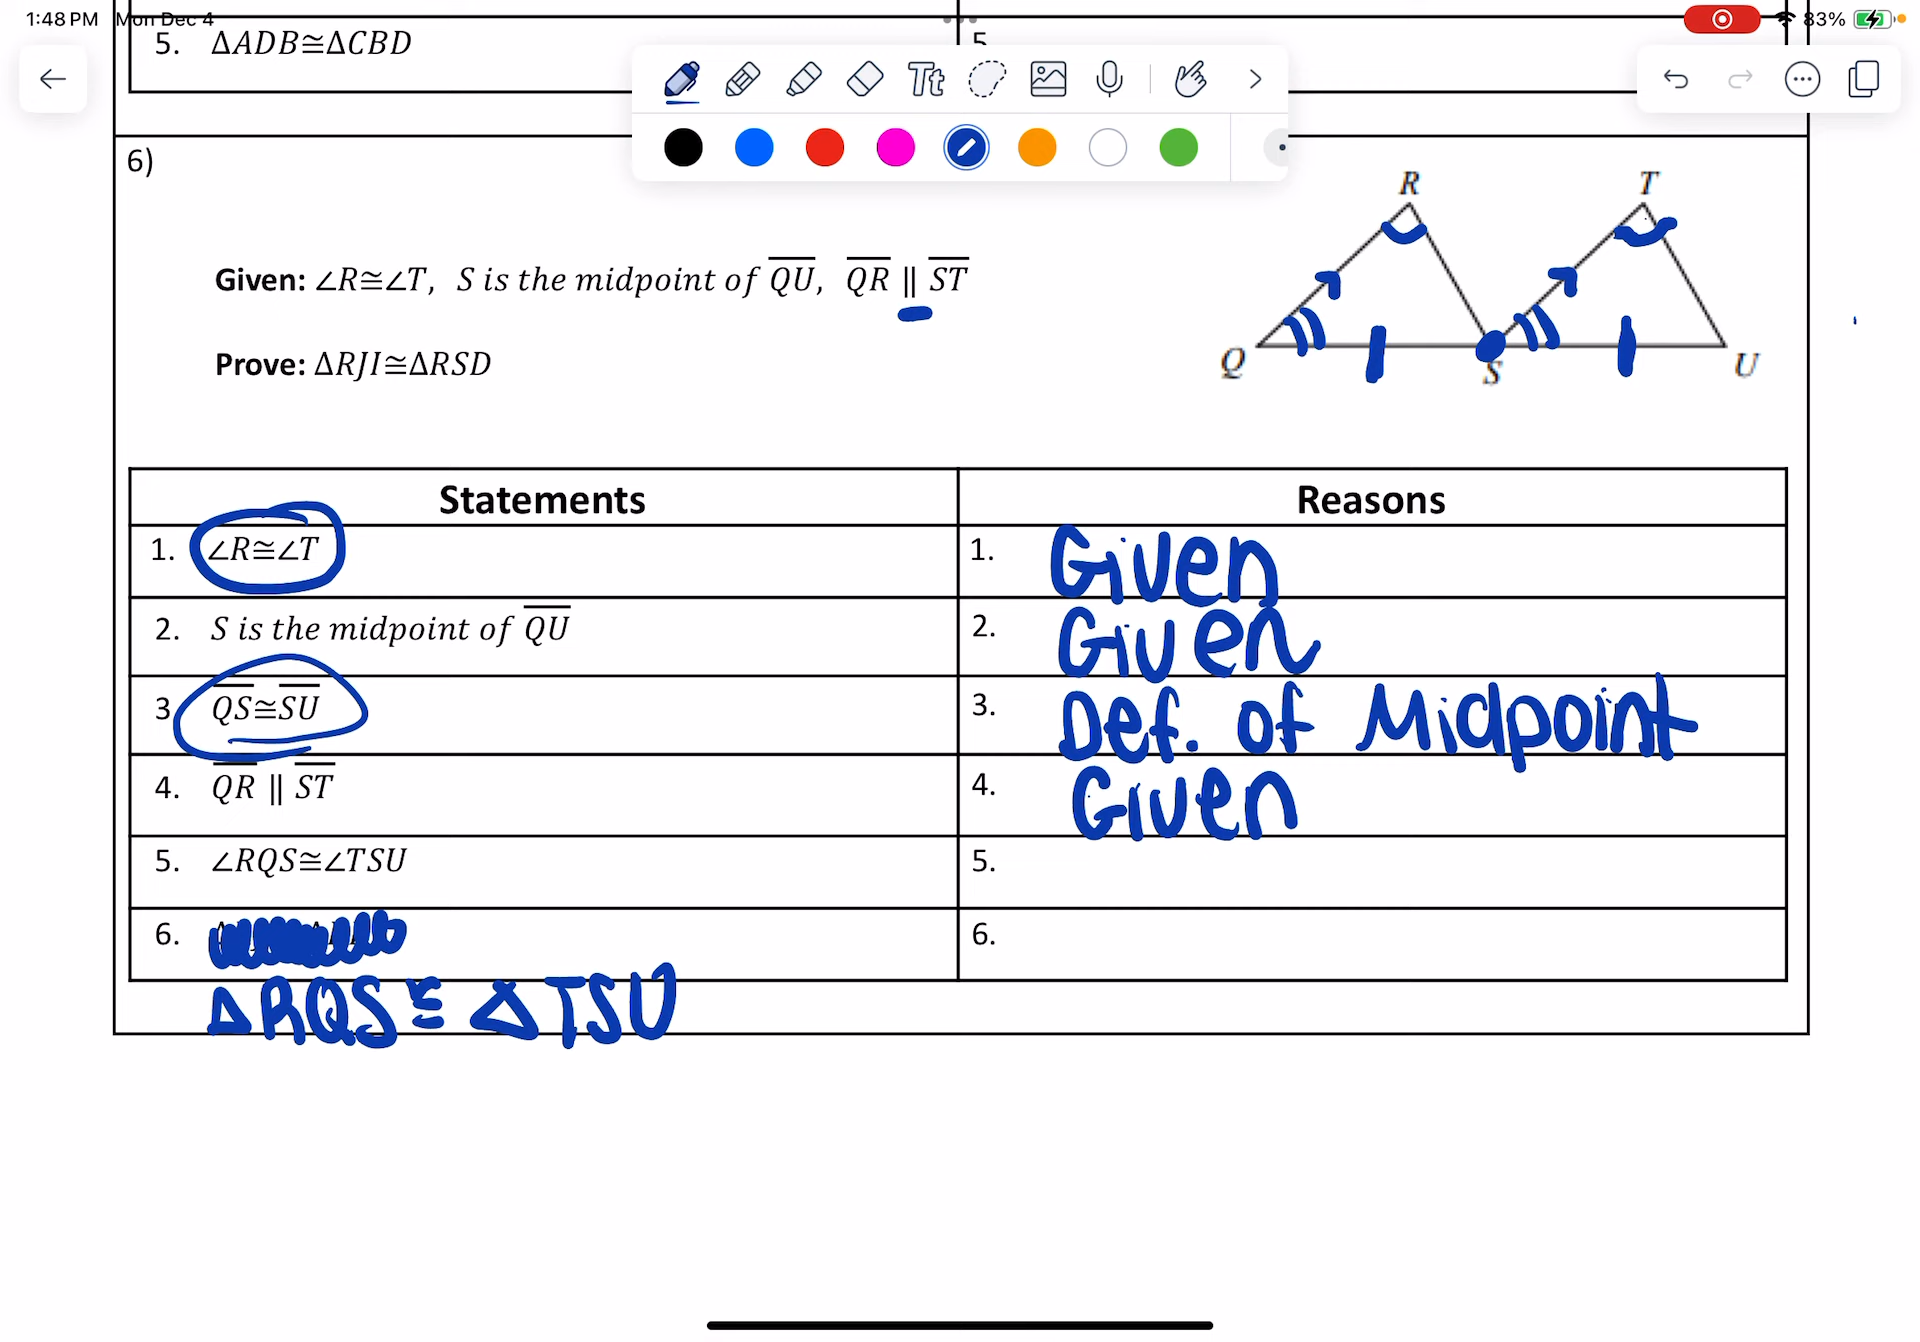 1:48 PM Mon Dec 4
83%
5. ΔADB≅ΔCBD
5
Tt
6)
R T
Given: ∠R≅∠T, S is the midpoint of QU, QR ∥ ST
Prove: ΔRJI≅ΔRSD
Q S U
Statements Reasons
1. ∠R≅∠T 1. Given
2. S is the midpoint of QU 2. Given
3 QS≅SU 3. Def. of Midpoint
4. QR ∥ ST 4. Given
5. ∠RQS≅∠TSU 5.
6. 6.
ΔRQS ≅ ΔTSU